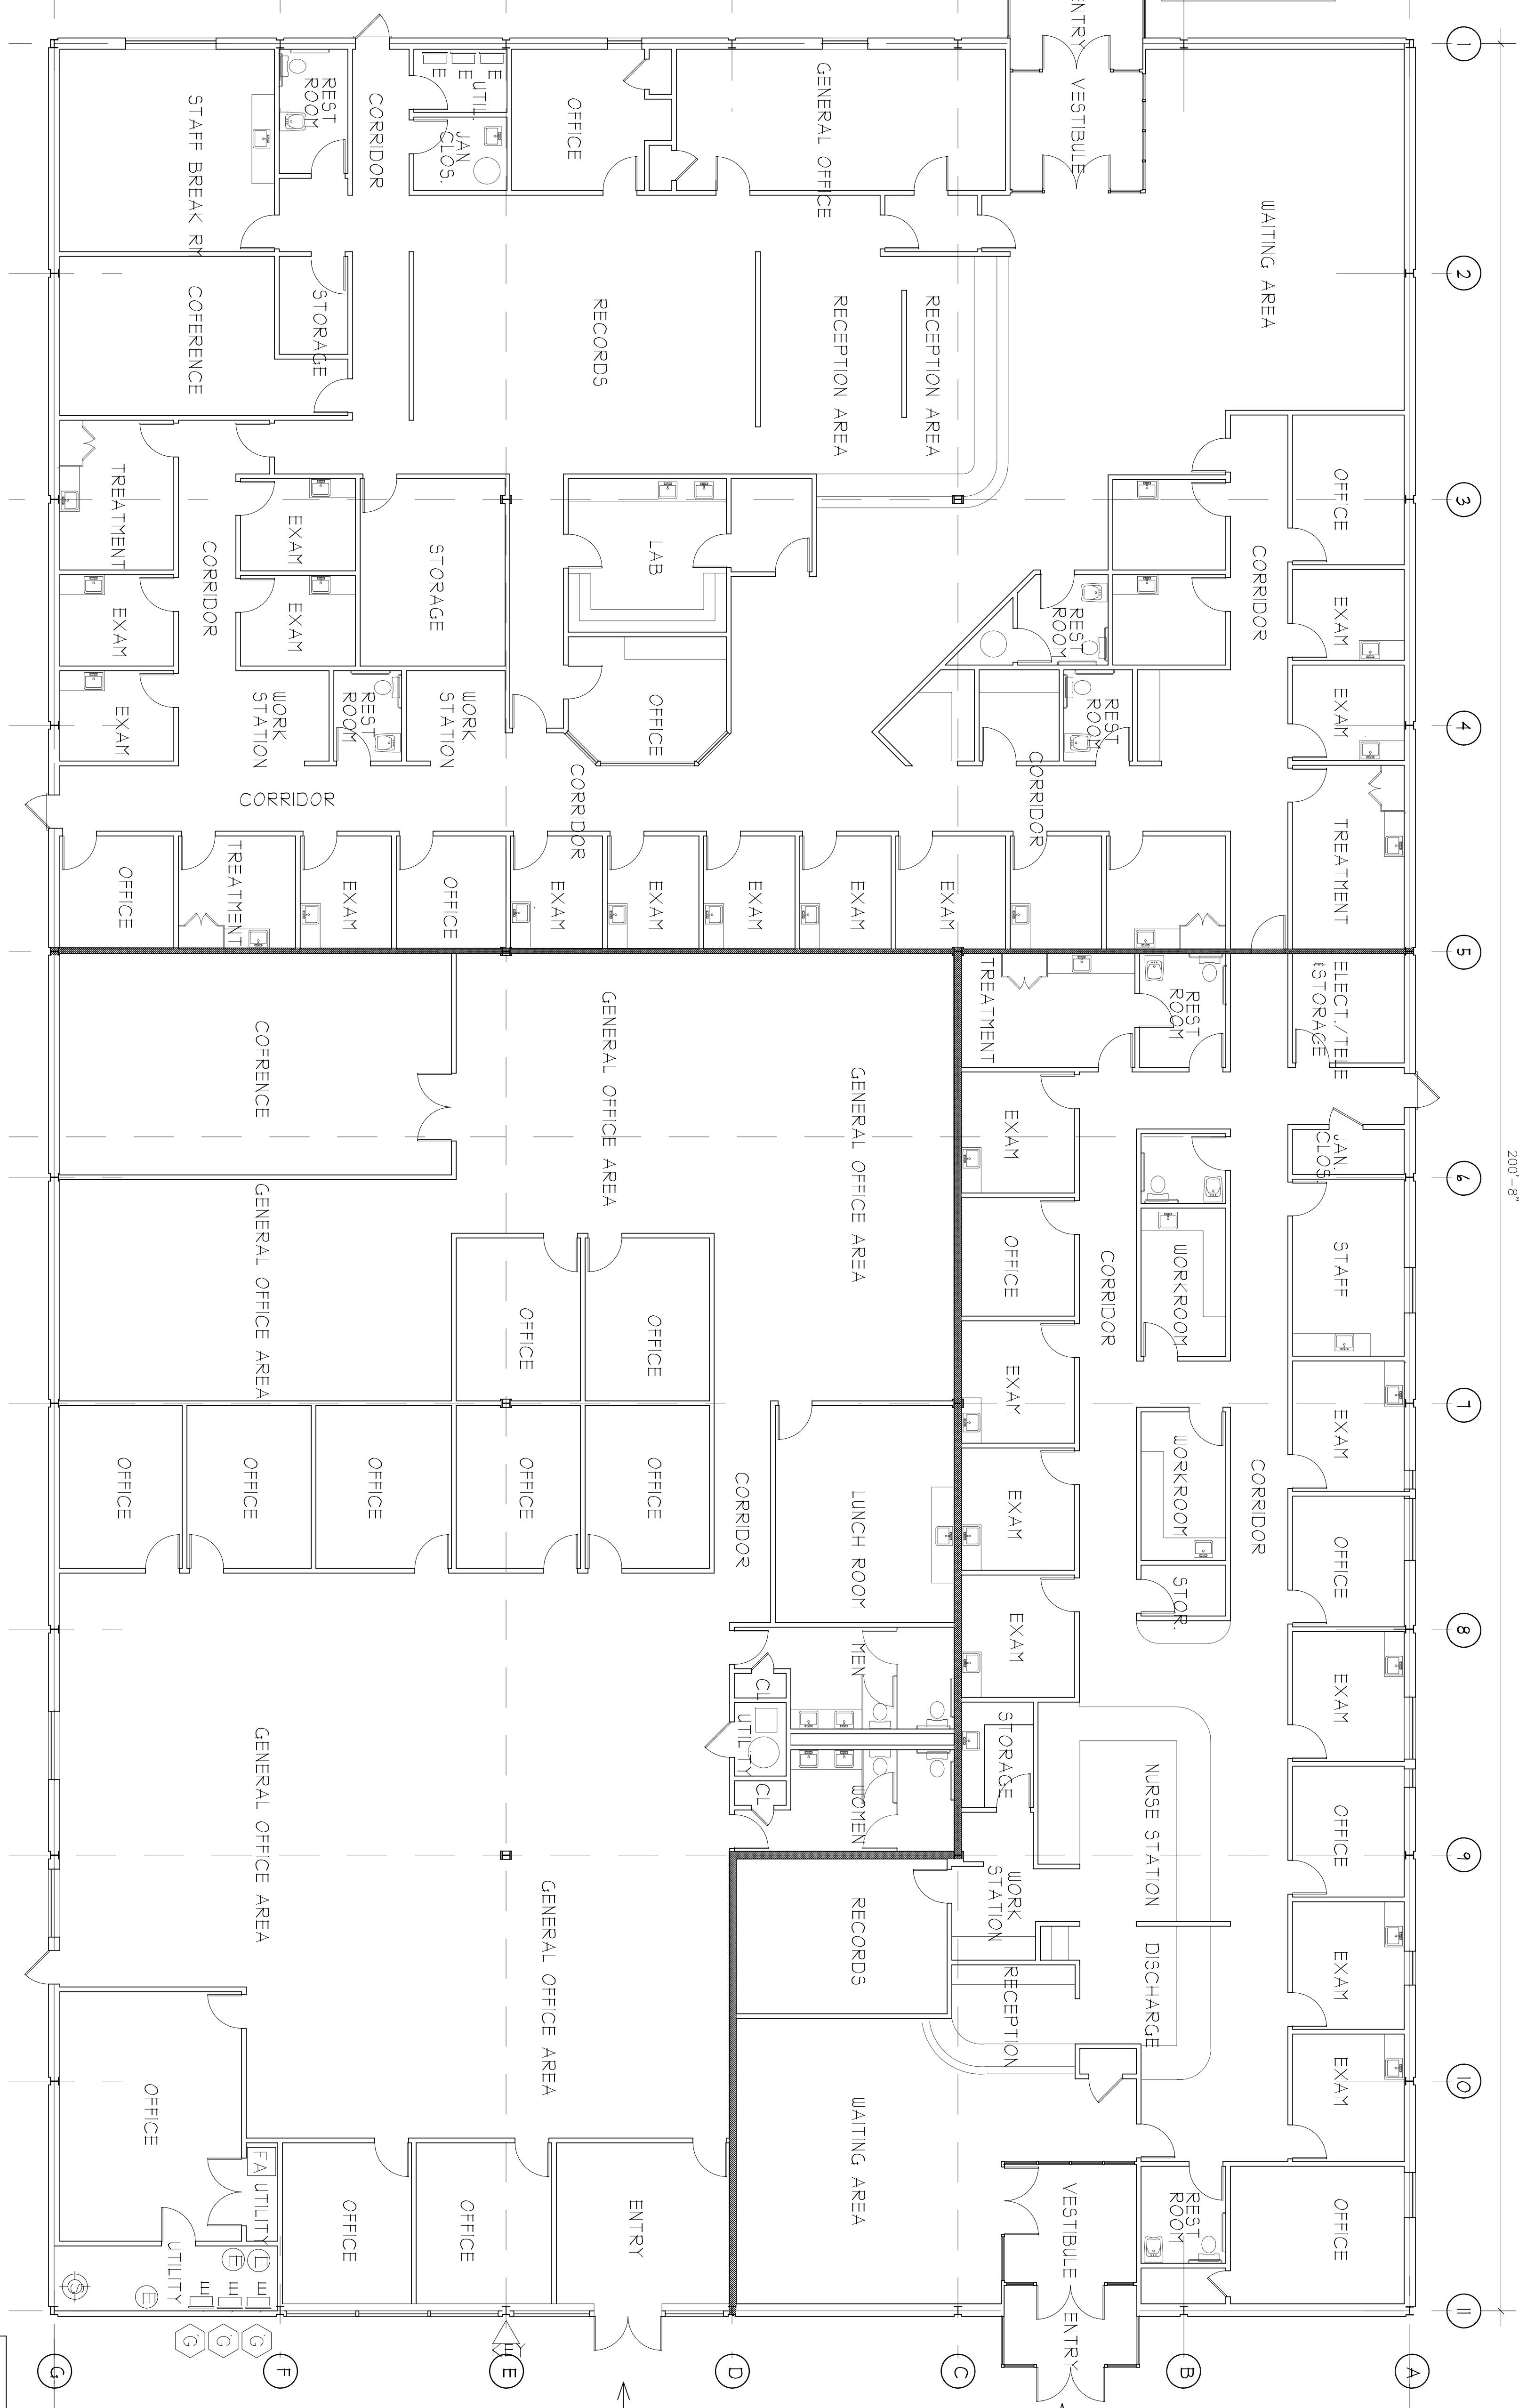 ENTRY
VESTIBULE
WAITING AREA
GENERAL OFFICE
OFFICE
UTIL.
E
E
E
JAN
CLOS.
CORRIDOR
REST
ROOM
STAFF BREAK RM
1
2
3
4
5
6
7
8
9
10
11
200'-8"
RECEPTION AREA
RECEPTION AREA
RECORDS
STORAGE
COFERENCE
OFFICE
CORRIDOR
EXAM
EXAM
TREATMENT
REST
ROOM
REST
ROOM
CORRIDOR
LAB
OFFICE
CORRIDOR
STORAGE
WORK
STATION
REST
ROOM
WORK
STATION
EXAM
EXAM
CORRIDOR
TREATMENT
EXAM
EXAM
CORRIDOR
EXAM
EXAM
EXAM
EXAM
EXAM
OFFICE
EXAM
TREATMENT
OFFICE
ELECT./TELE
&STORAGE
REST
ROOM
TREATMENT
JAN.
CLOS.
STAFF
EXAM
OFFICE
EXAM
OFFICE
EXAM
EXAM
OFFICE
CORRIDOR
WORKROOM
WORKROOM
STOR.
CORRIDOR
EXAM
OFFICE
EXAM
EXAM
EXAM
STORAGE
NURSE STATION
WORK
STATION
DISCHARGE
RECEPTION
RECORDS
WAITING AREA
REST
ROOM
VESTIBULE
ENTRY
GENERAL OFFICE AREA
GENERAL OFFICE AREA
COFRENCE
GENERAL OFFICE AREA
OFFICE
OFFICE
LUNCH ROOM
CORRIDOR
OFFICE
OFFICE
OFFICE
OFFICE
OFFICE
MEN
CL
UTILITY
CL
WOMEN
GENERAL OFFICE AREA
GENERAL OFFICE AREA
OFFICE
FA
UTILITY
OFFICE
OFFICE
ENTRY
UTILITY
S
E
E
E
E
E
E
G
G
G
KEY
G
F
E
D
C
B
A